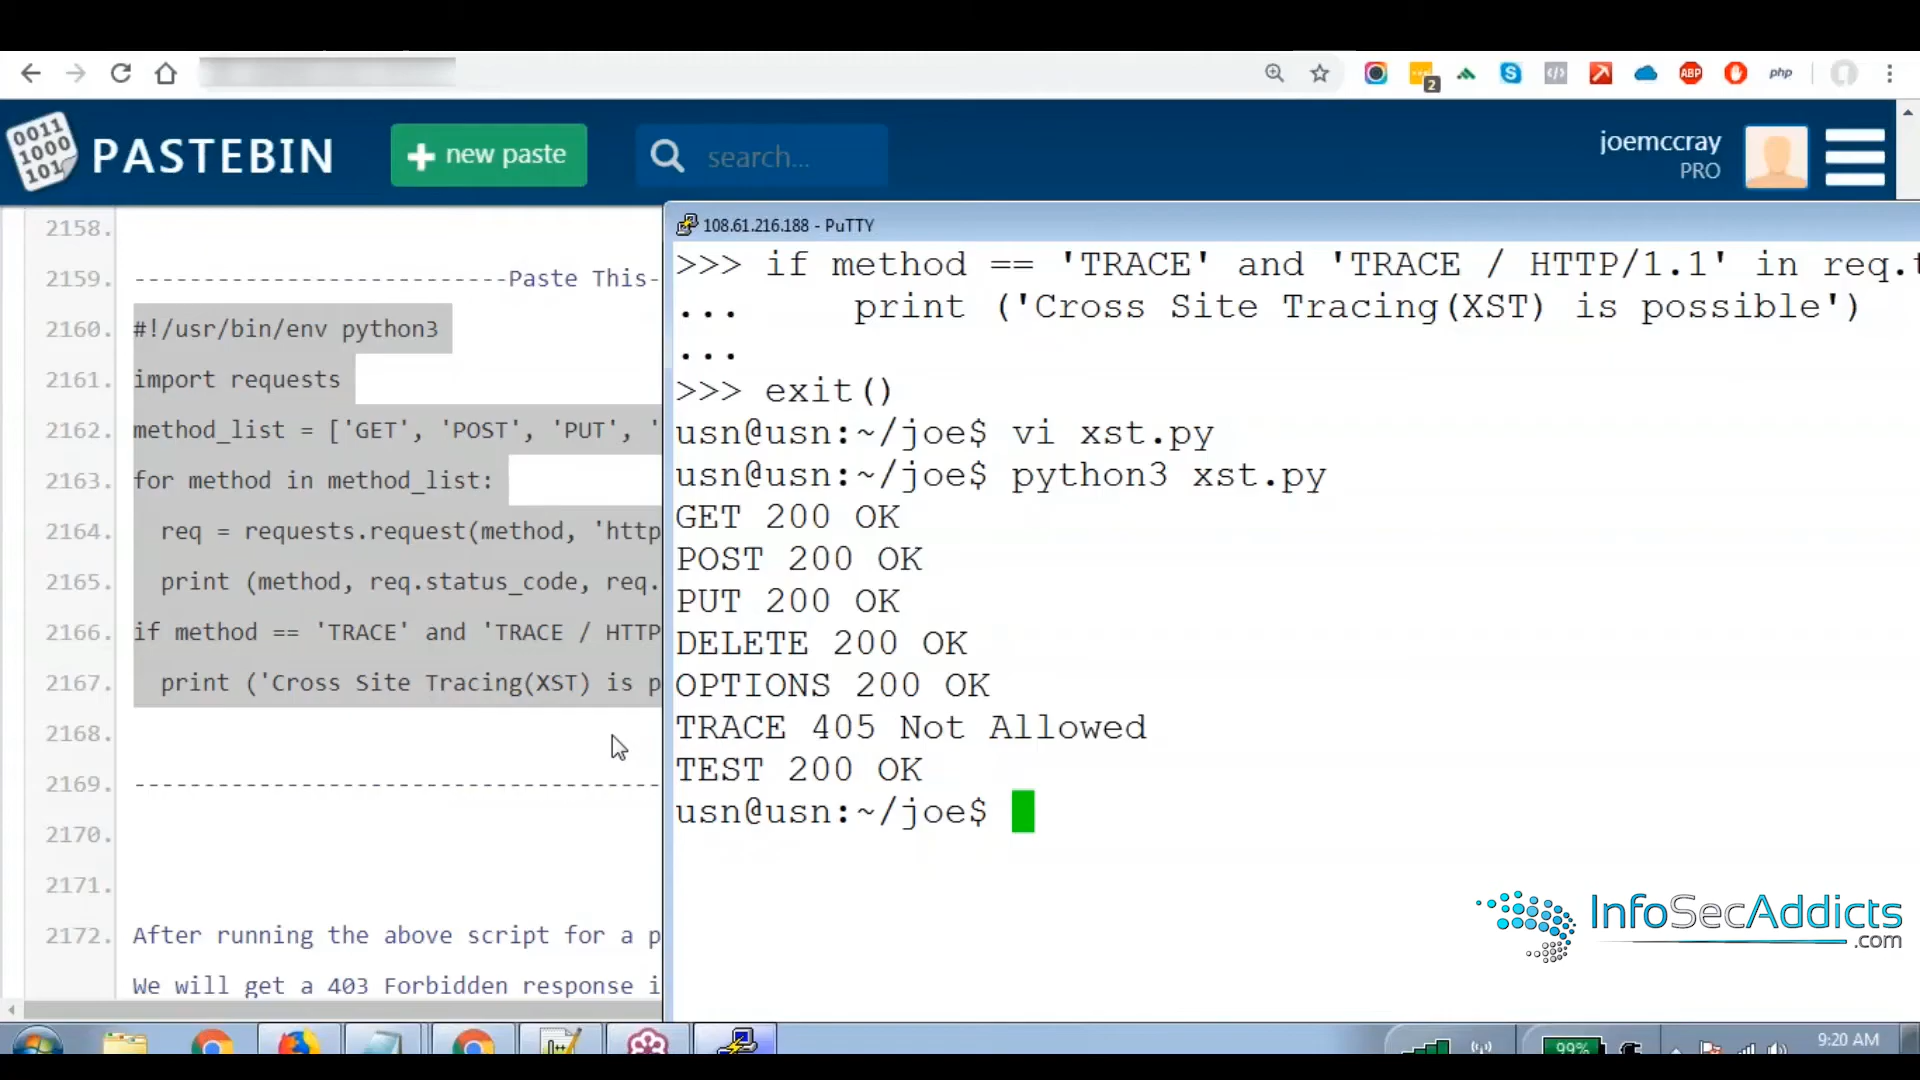 2
ABP
php
0011
1000
101
PASTEBIN
+ new paste
search...
joemccray
PRO
2158.
2159. ---------------------------Paste This-
2160. #!/usr/bin/env python3
2161. import requests
2162. method_list = ['GET', 'POST', 'PUT', '
2163. for method in method_list:
2164. req = requests.request(method, 'http
2165. print (method, req.status_code, req.
2166. if method == 'TRACE' and 'TRACE / HTTP
2167. print ('Cross Site Tracing(XST) is p
2168.
2169. --------------------------------------
2170.
2171.
2172. After running the above script for a p
We will get a 403 Forbidden response i
108.61.216.188 - PuTTY
>>> if method == 'TRACE' and 'TRACE / HTTP/1.1' in req.t
... print ('Cross Site Tracing(XST) is possible')
...
>>> exit()
usn@usn:~/joe$ vi xst.py
usn@usn:~/joe$ python3 xst.py
GET 200 OK
POST 200 OK
PUT 200 OK
DELETE 200 OK
OPTIONS 200 OK
TRACE 405 Not Allowed
TEST 200 OK
usn@usn:~/joe$
InfoSecAddicts
.com
99%
9:20 AM